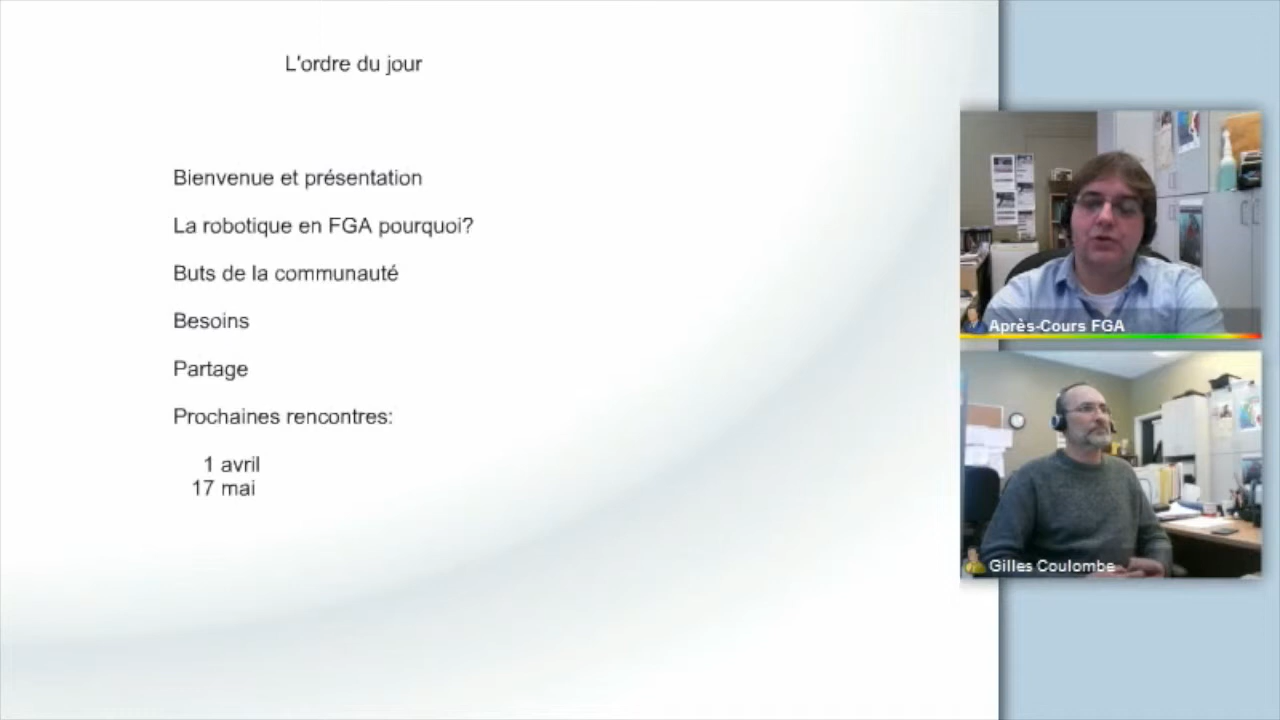 L'ordre du jour
Bienvenue et présentation
La robotique en FGA pourquoi?
Buts de la communauté
Besoins
Partage
Prochaines rencontres:
1 avril
17 mai
Après-Cours FGA
Gilles Coulombe